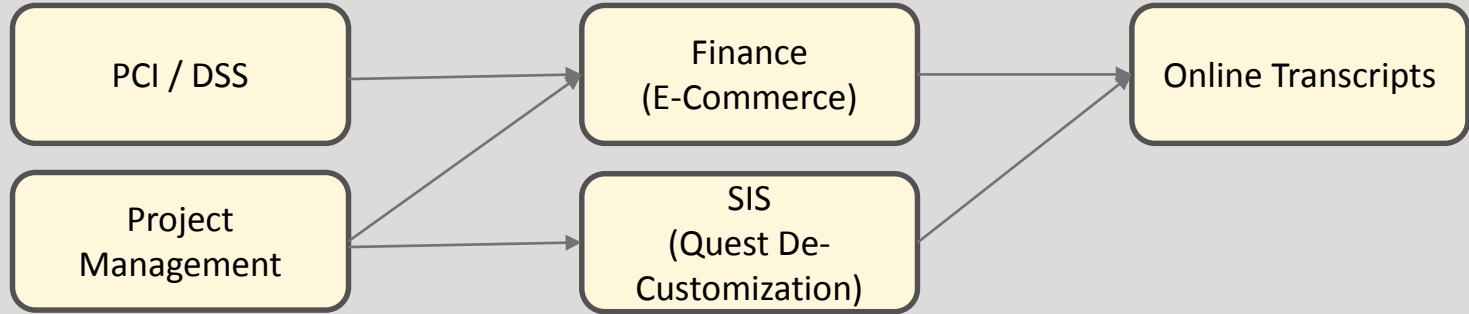 PCI / DSS
Finance
(E-Commerce)
Online Transcripts
Project
Management
SIS
(Quest De-
Customization)